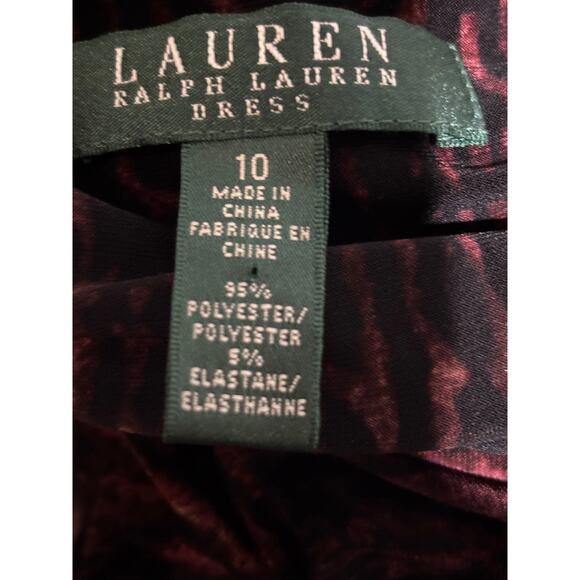 LAUREN
RALPH LAUREN
DRESS
10
MADE IN
CHINA
FABRIQUE EN
CHINE
95%
POLYESTER/
POLYESTER
5%
ELASTANE/
ELASTHANNE